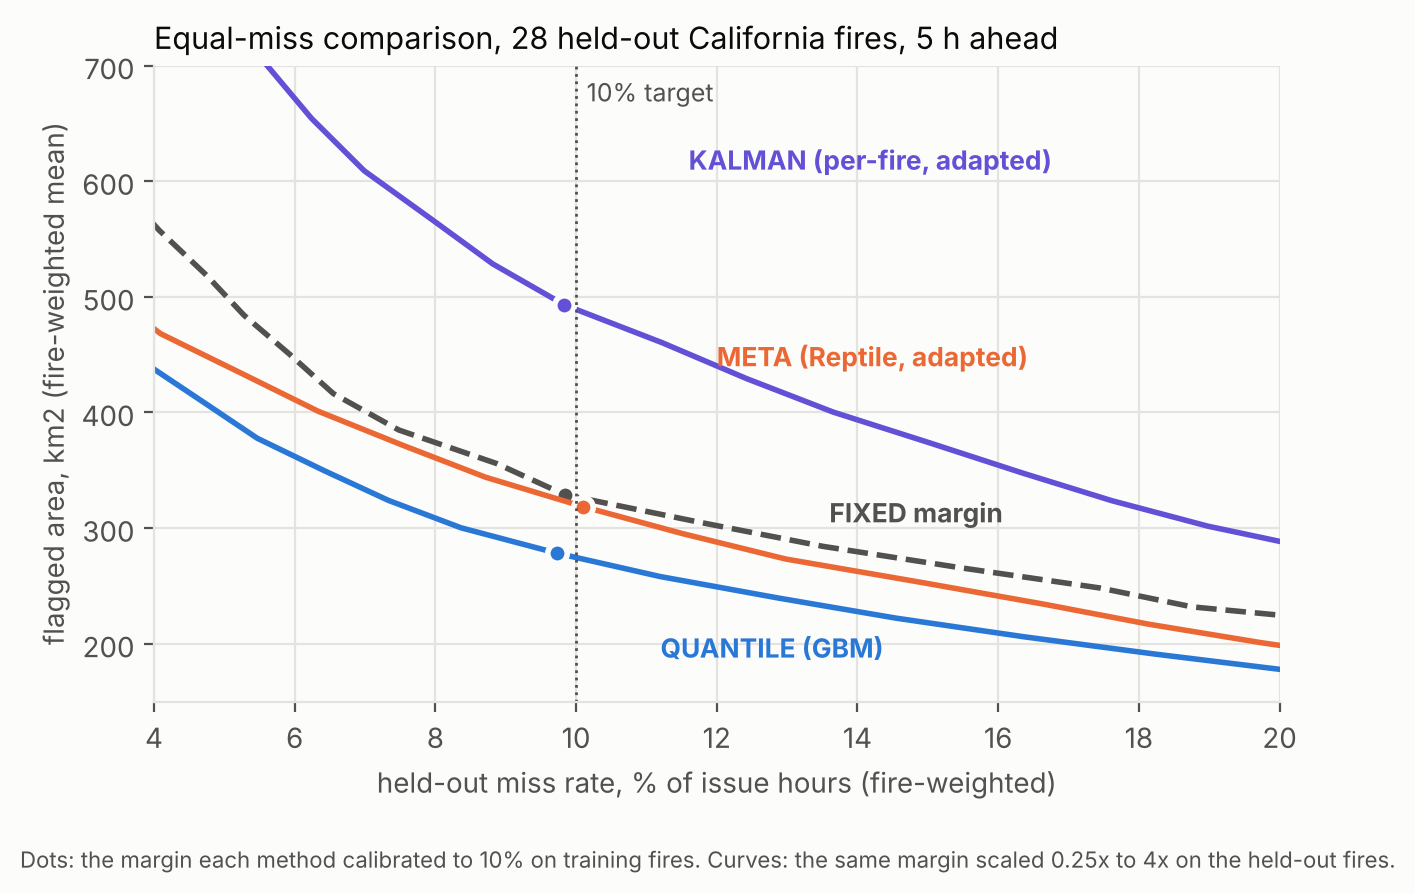 Equal-miss comparison, 28 held-out California fires, 5 h ahead
700
10% target
KALMAN (per-fire, adapted)
600
500
META (Reptile, adapted)
400
FIXED margin
300
QUANTILE (GBM)
200
flagged area, km2 (fire-weighted mean)
4 6 8 10 12 14 16 18 20
held-out miss rate, % of issue hours (fire-weighted)
Dots: the margin each method calibrated to 10% on training fires. Curves: the same margin scaled 0.25x to 4x on the held-out fires.